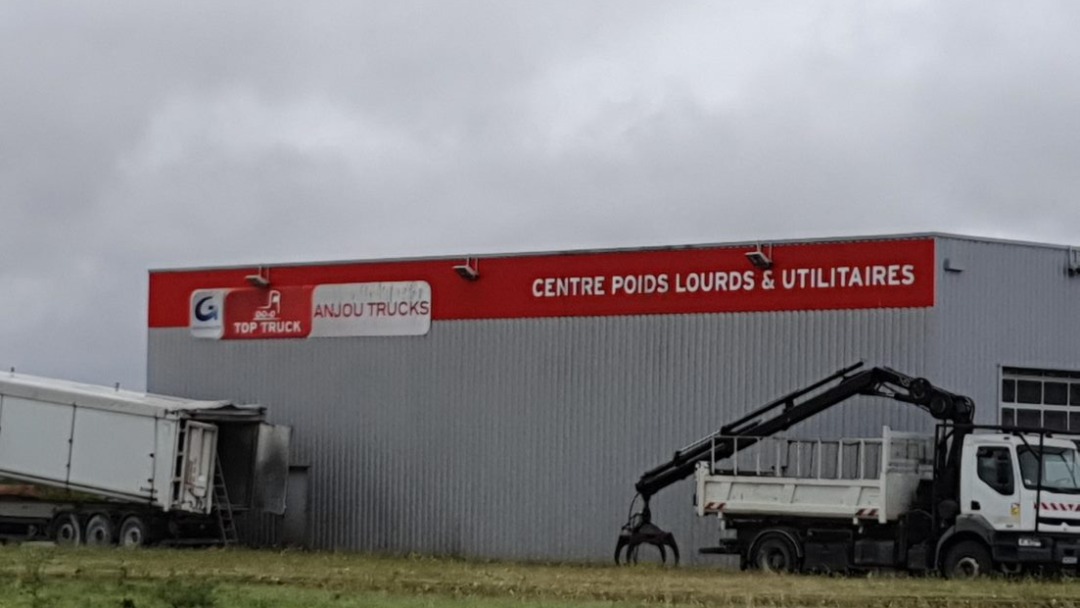 TOP TRUCK
ANJOU TRUCKS
CENTRE POIDS LOURDS & UTILITAIRES